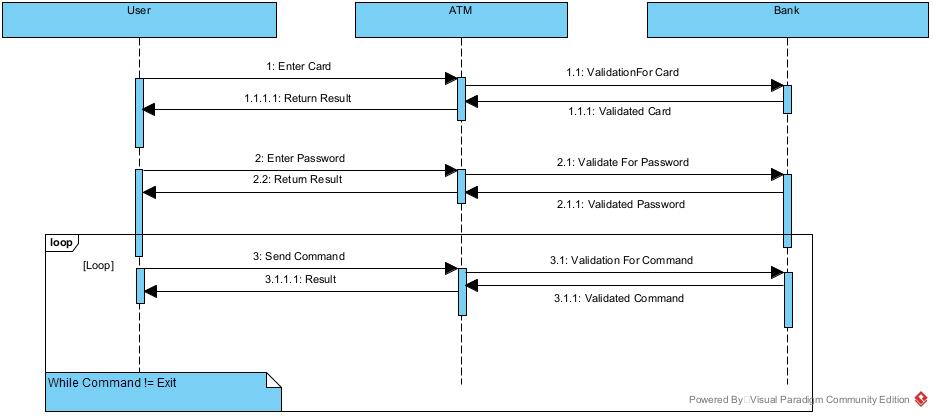 User
ATM
Bank
1: Enter Card
1.1: ValidationFor Card
1.1.1.1: Return Result
1.1.1: Validated Card
2: Enter Password
2.1: Validate For Password
2.2: Return Result
2.1.1: Validated Password
loop
[Loop]
3: Send Command
3.1: Validation For Command
3.1.1.1: Result
3.1.1: Validated Command
While Command != Exit
Powered By Visual Paradigm Community Edition